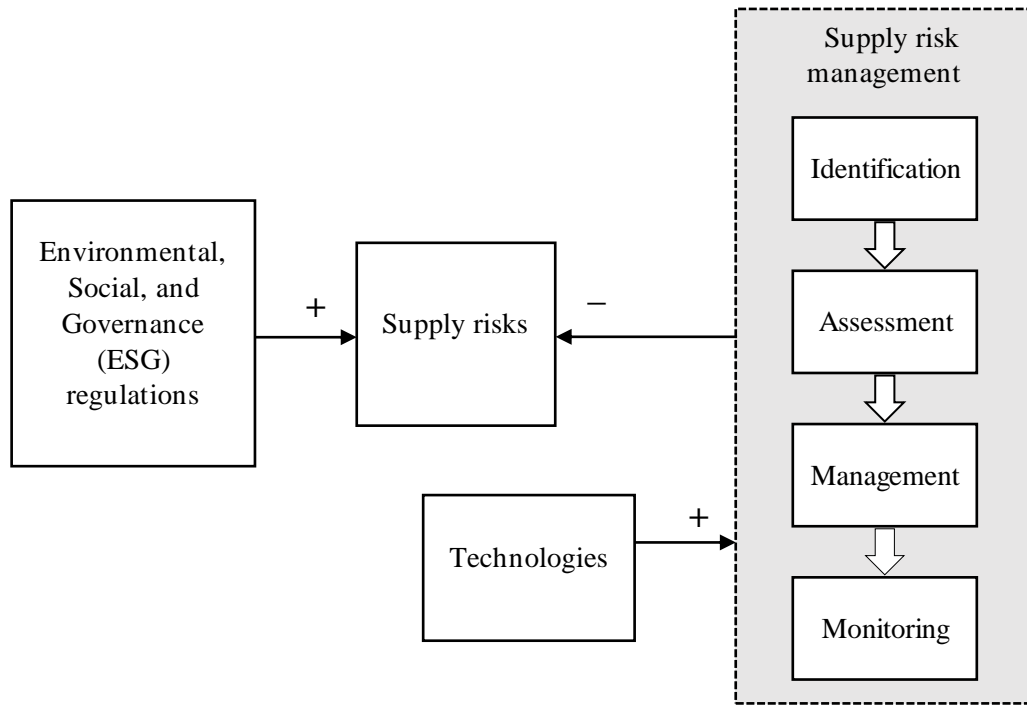 Supply risk
management
Identification
Environmental,
Social, and
Governance
(ESG)
regulations
+
Supply risks
−
Assessment
Management
Technologies
+
Monitoring